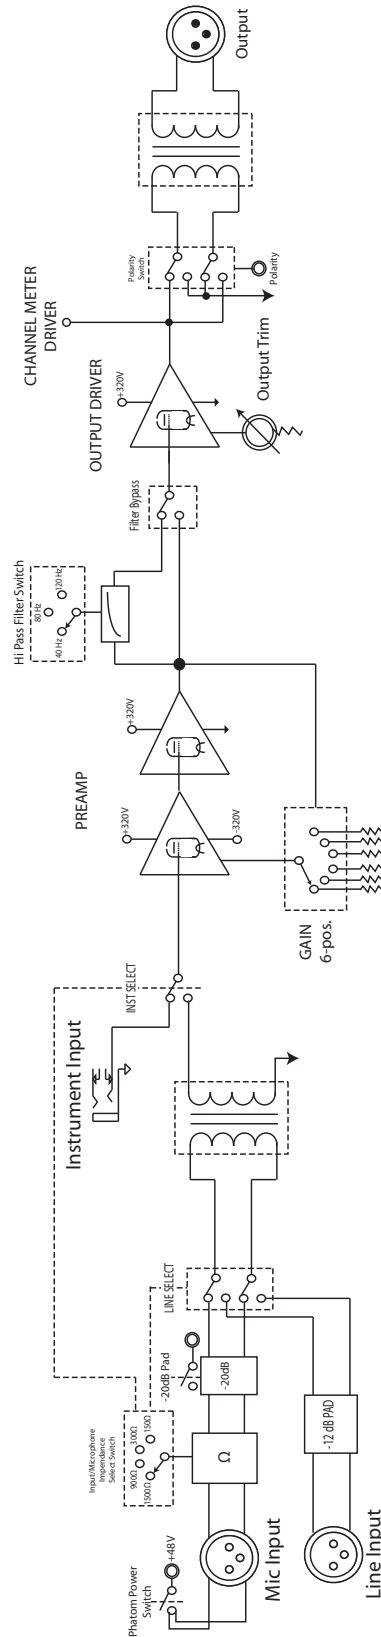 Phatom Power
Switch
+48V
Mic Input
Line Input
Input/Microphone
Impendance
Select Switch
900Ω
300Ω
1500Ω
150Ω
Ω
-20dB Pad
-20dB
-12 dB PAD
LINE SELECT
Instrument Input
INST SELECT
PREAMP
+320V
-320V
+320V
GAIN
6-pos.
Hi Pass Filter Switch
40 Hz
80 Hz
120 Hz
Filter Bypass
OUTPUT DRIVER
+320V
Output Trim
CHANNEL METER
DRIVER
Polarity
Switch
Polarity
Output